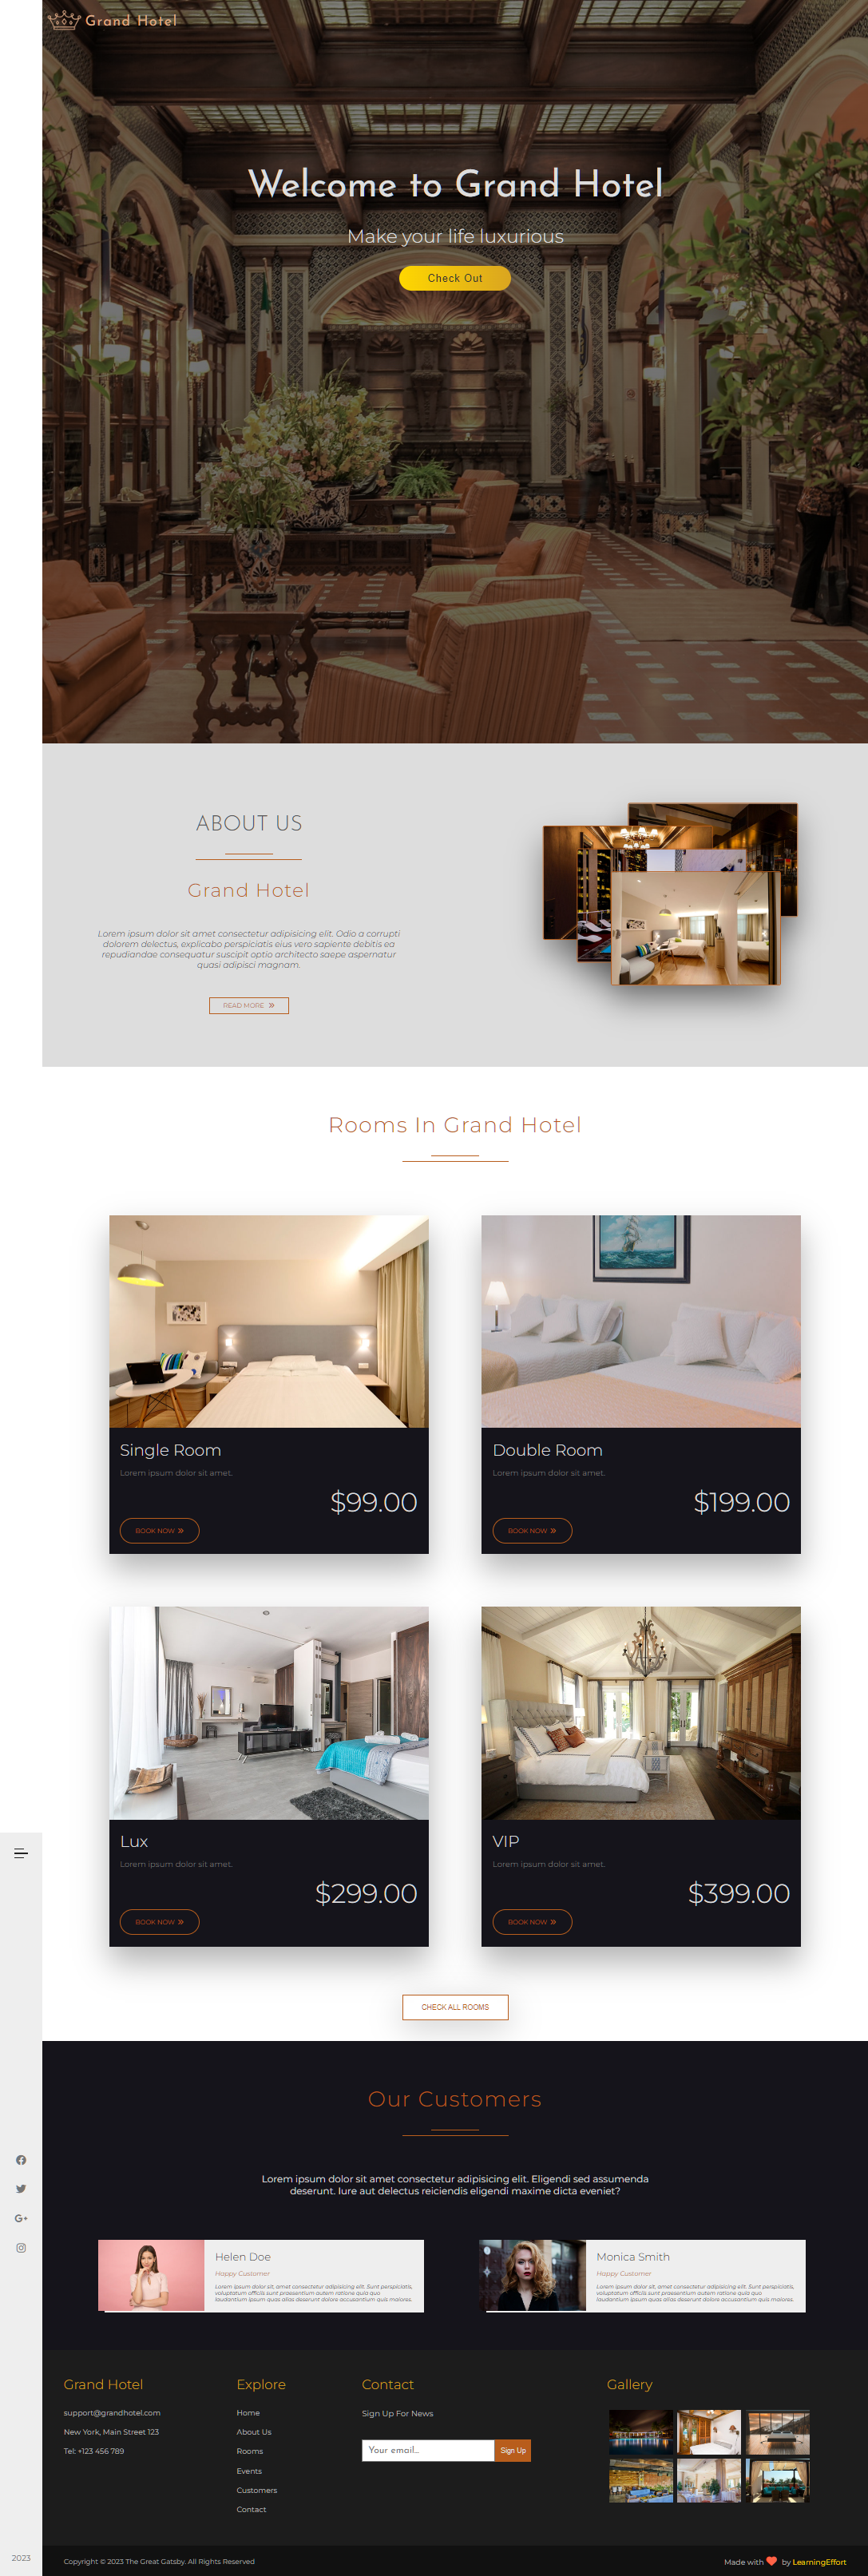 Grand Hotel
Welcome to Grand Hotel
Make your life luxurious
Check Out
ABOUT US
Grand Hotel
Lorem ipsum dolor sit amet consectetur adipisicing elit. Odio a corrupti
dolorem delectus, explicabo perspiciatis eius vero sapiente debitis ea
repudiandae consequatur suscipit optio architecto saepe aspernatur
quasi adipisci magnam.
READ MORE »
Rooms In Grand Hotel
Single Room
Lorem ipsum dolor sit amet.
$99.00
BOOK NOW »
Double Room
Lorem ipsum dolor sit amet.
$199.00
BOOK NOW »
Lux
Lorem ipsum dolor sit amet.
$299.00
BOOK NOW »
VIP
Lorem ipsum dolor sit amet.
$399.00
BOOK NOW »
CHECK ALL ROOMS
Our Customers
Lorem ipsum dolor sit amet consectetur adipisicing elit. Eligendi sed assumenda
deserunt. Iure aut delectus reiciendis eligendi maxime dicta eveniet?
Helen Doe
Happy Customer
Lorem ipsum dolor sit, amet consectetur adipisicing elit. Sunt perspiciatis,
voluptatum officiis sunt praesentium autem ratione quia quo
laudantium ipsum quas alias deserunt dolore accusantium quis maiores.
Monica Smith
Happy Customer
Lorem ipsum dolor sit, amet consectetur adipisicing elit. Sunt perspiciatis,
voluptatum officiis sunt praesentium autem ratione quia quo
laudantium ipsum quas alias deserunt dolore accusantium quis maiores.
Grand Hotel
support@grandhotel.com
New York, Main Street 123
Tel: +123 456 789
Explore
Home
About Us
Rooms
Events
Customers
Contact
Contact
Sign Up For News
Your email...
Sign Up
Gallery
2023
Copyright © 2023 The Great Gatsby. All Rights Reserved
Made with ❤ by LearningEffort